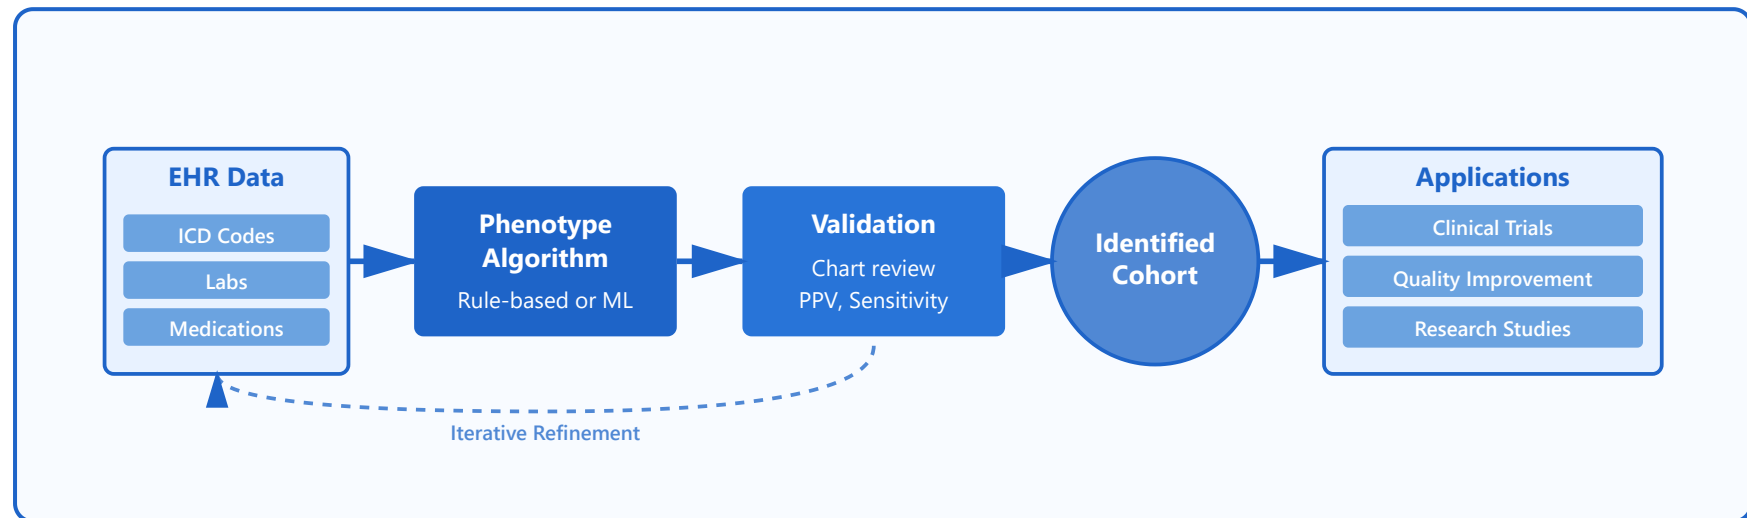 EHR Data
ICD Codes
Labs
Medications
Phenotype
Algorithm
Rule-based or ML
Validation
Chart review
PPV, Sensitivity
Identified
Cohort
Applications
Clinical Trials
Quality Improvement
Research Studies
Iterative Refinement